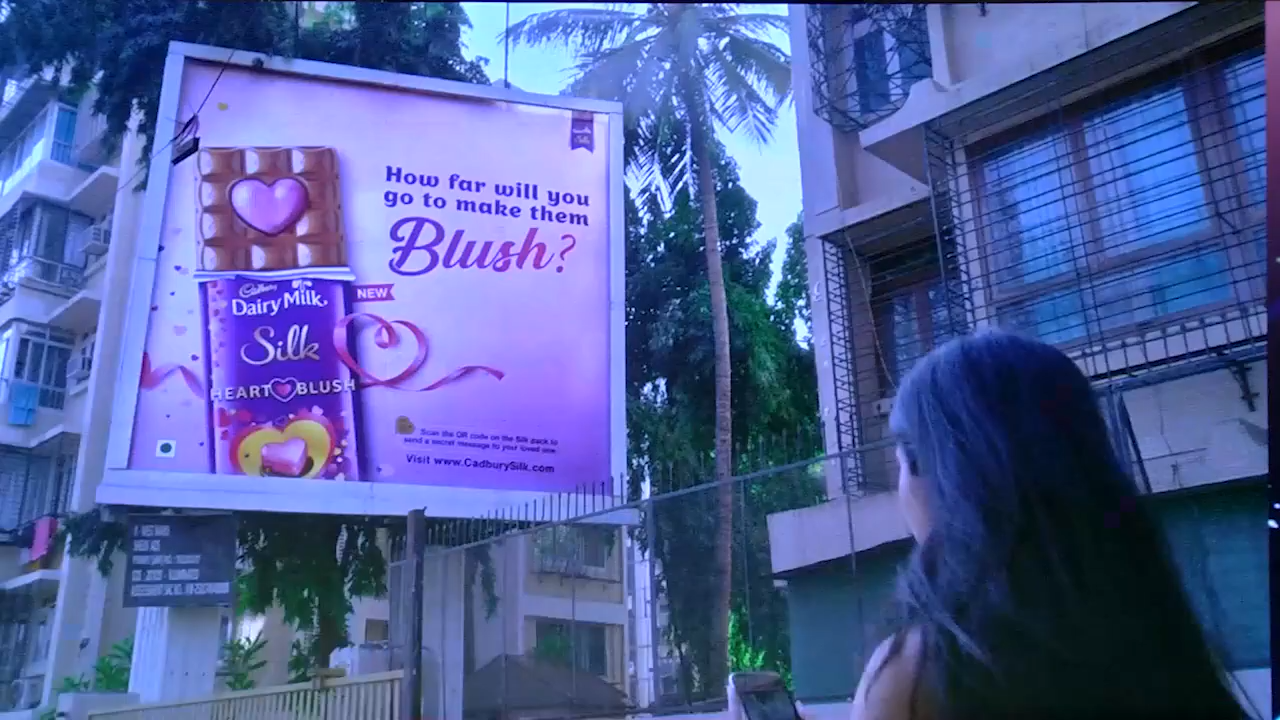 How far will you
go to make them
Blush?
Cadbury
Dairy Milk
Silk
HEART BLUSH
NEW
Scan the QR code on the Silk pack to
send a secret message to your loved one.
Visit www.CadburySilk.com